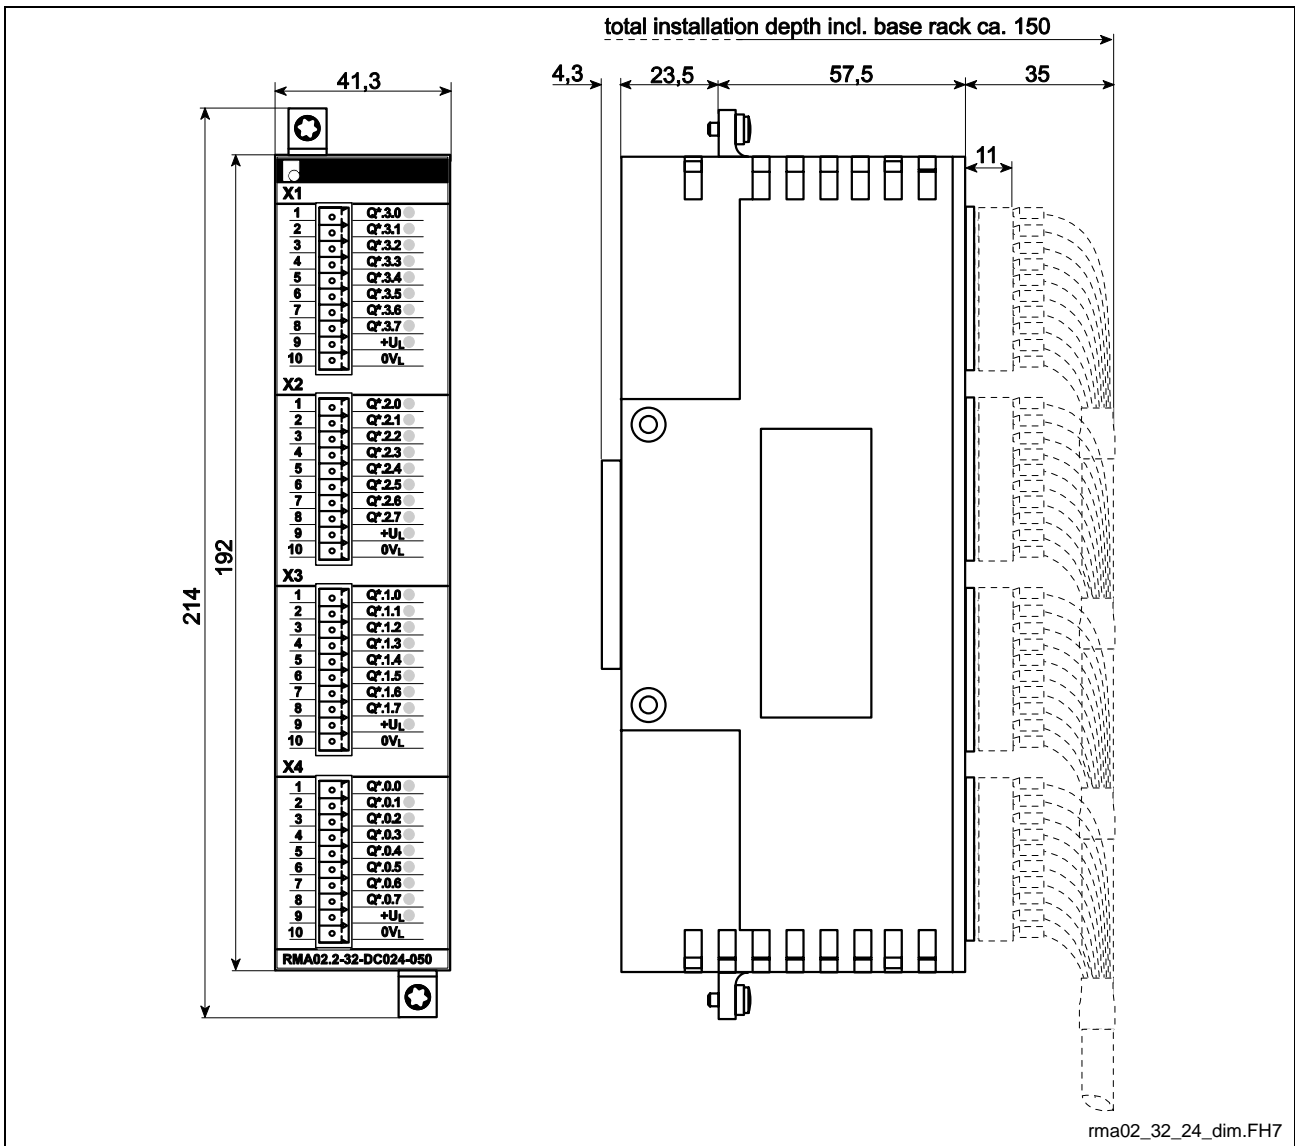 total installation depth incl. base rack ca. 150
41,3
4,3 23,5 57,5 35
11
214
192
X1
1 Q*.3.0
2 Q*.3.1
3 Q*.3.2
4 Q*.3.3
5 Q*.3.4
6 Q*.3.5
7 Q*.3.6
8 Q*.3.7
9 +UL
10 0VL
X2
1 Q*.2.0
2 Q*.2.1
3 Q*.2.2
4 Q*.2.3
5 Q*.2.4
6 Q*.2.5
7 Q*.2.6
8 Q*.2.7
9 +UL
10 0VL
X3
1 Q*.1.0
2 Q*.1.1
3 Q*.1.2
4 Q*.1.3
5 Q*.1.4
6 Q*.1.5
7 Q*.1.6
8 Q*.1.7
9 +UL
10 0VL
X4
1 Q*.0.0
2 Q*.0.1
3 Q*.0.2
4 Q*.0.3
5 Q*.0.4
6 Q*.0.5
7 Q*.0.6
8 Q*.0.7
9 +UL
10 0VL
RMA02.2-32-DC024-050
rma02_32_24_dim.FH7